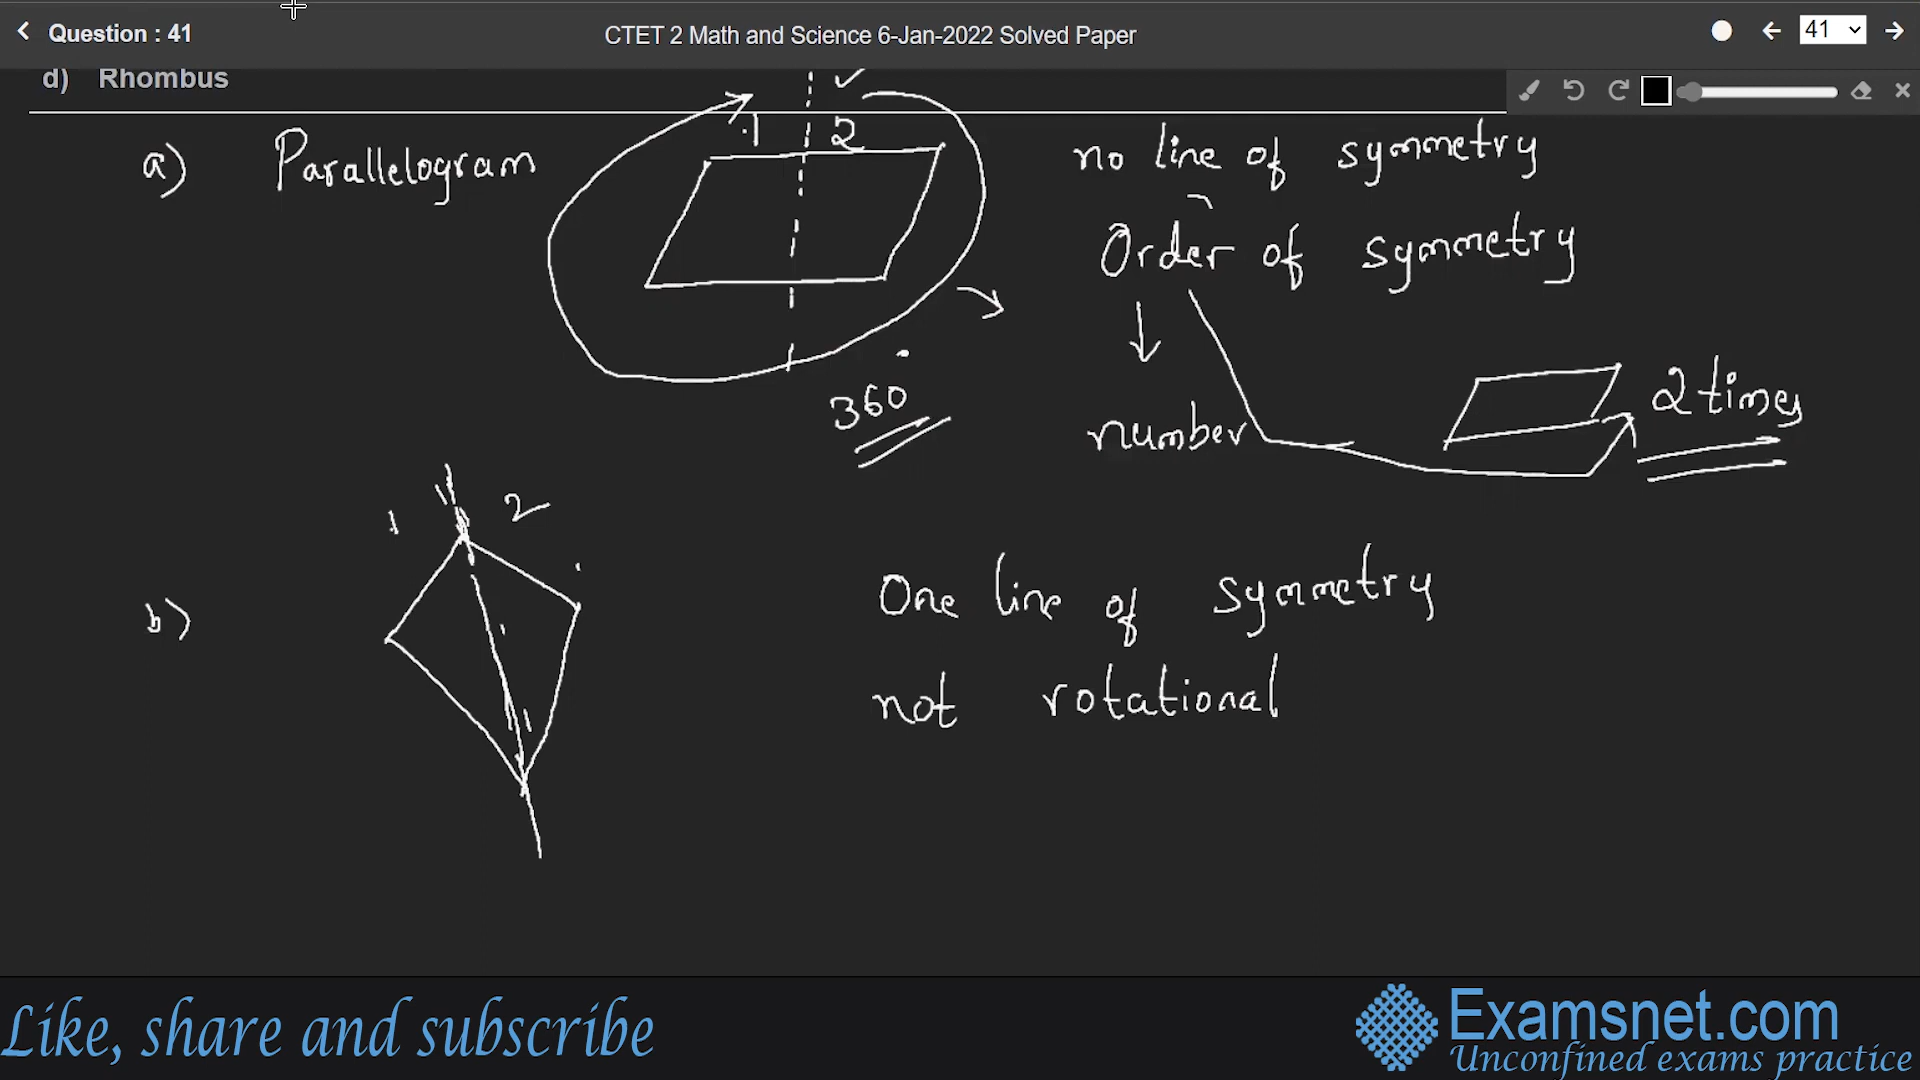 Question : 41
CTET 2 Math and Science 6-Jan-2022 Solved Paper
41
d) Rhombus
a) Parallelogram
1 2
no line of symmetry
Order of symmetry
360°
number
2 times
1 2
b)
One line of symmetry
not rotational
Like, share and subscribe
Examsnet.com
Unconfined exams practice